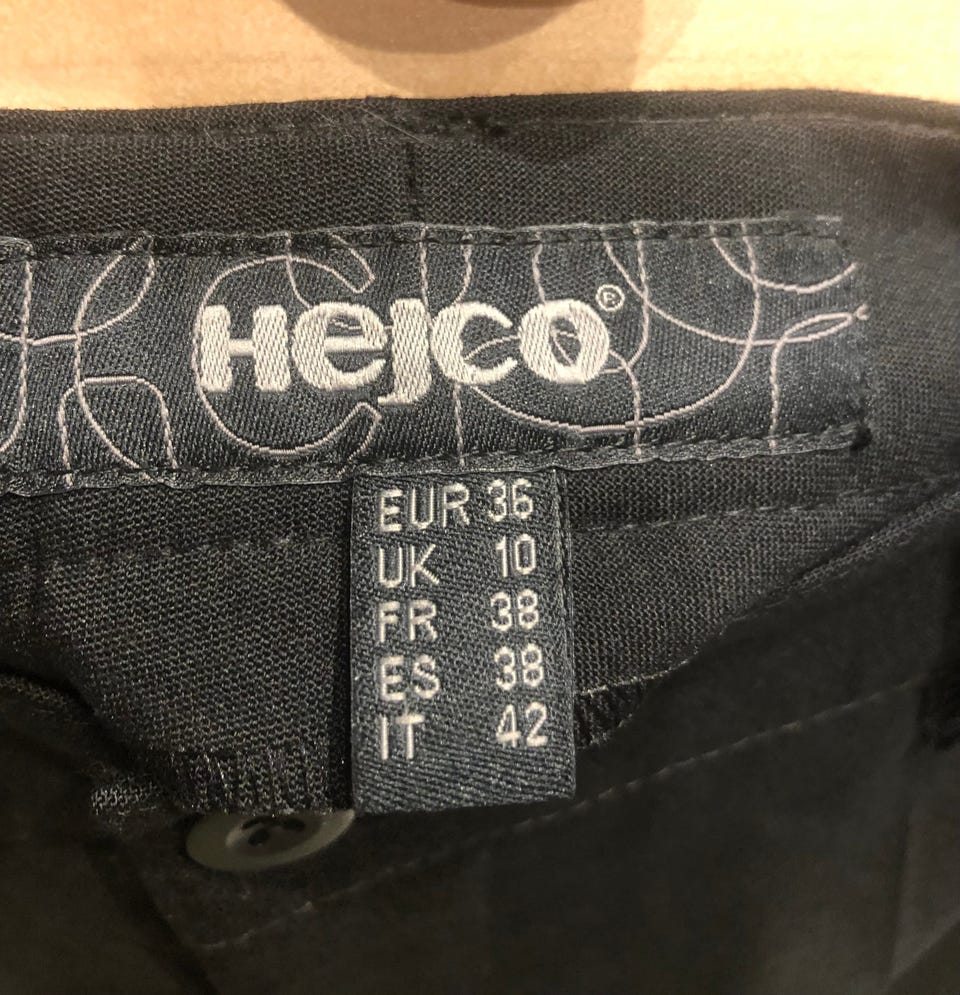 Hejco®
EUR 36
UK 10
FR 38
ES 38
IT 42